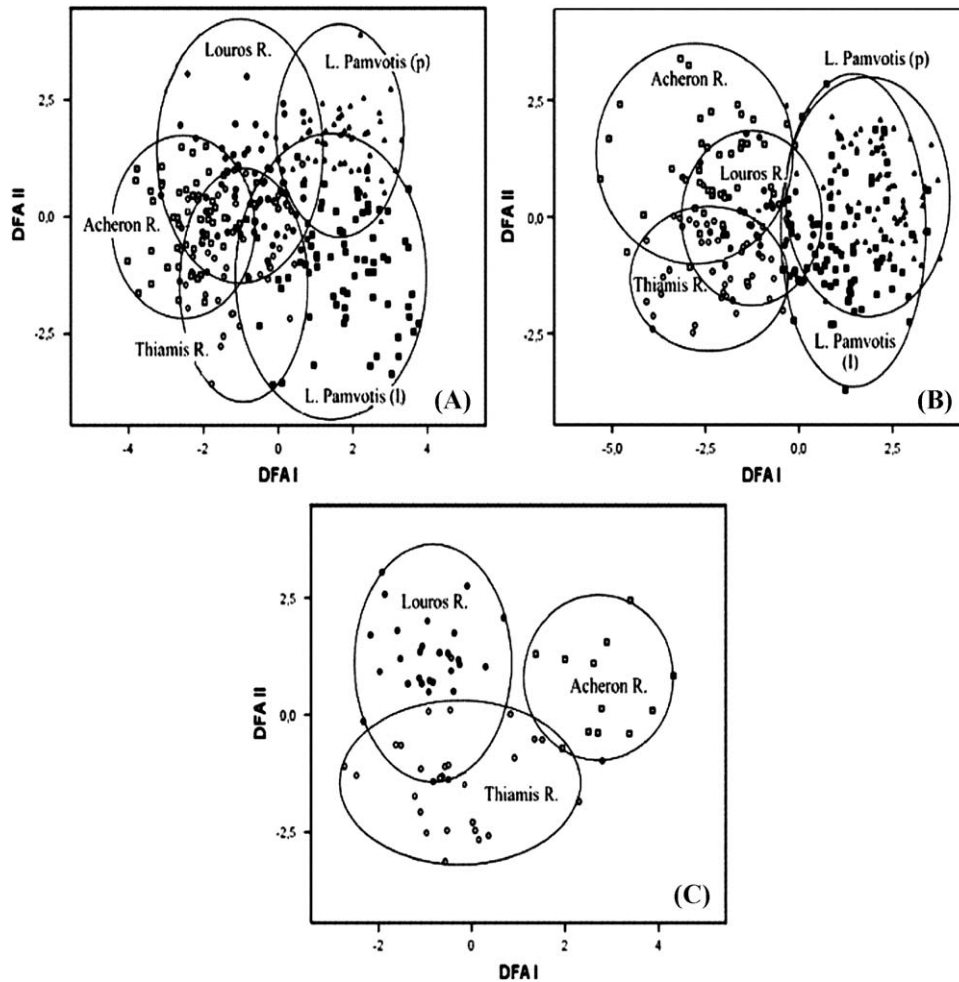 Louros R.
L. Pamvotis (p)
2,5
DFA II
0,0
Acheron R.
Thiamis R.
-2,5
L. Pamvotis (l)
(A)
-4
-2
0
2
4
DFA I
L. Pamvotis (p)
Acheron R.
2,5
DFA II
Louros R.
0,0
Thiamis R.
-2,5
L. Pamvotis
(l)
(B)
-5,0
-2,5
0,0
2,5
DFA I
2,5
Louros R.
DFA II
Acheron R.
0,0
Thiamis R.
-2,5
(C)
-2
0
2
4
DFA I